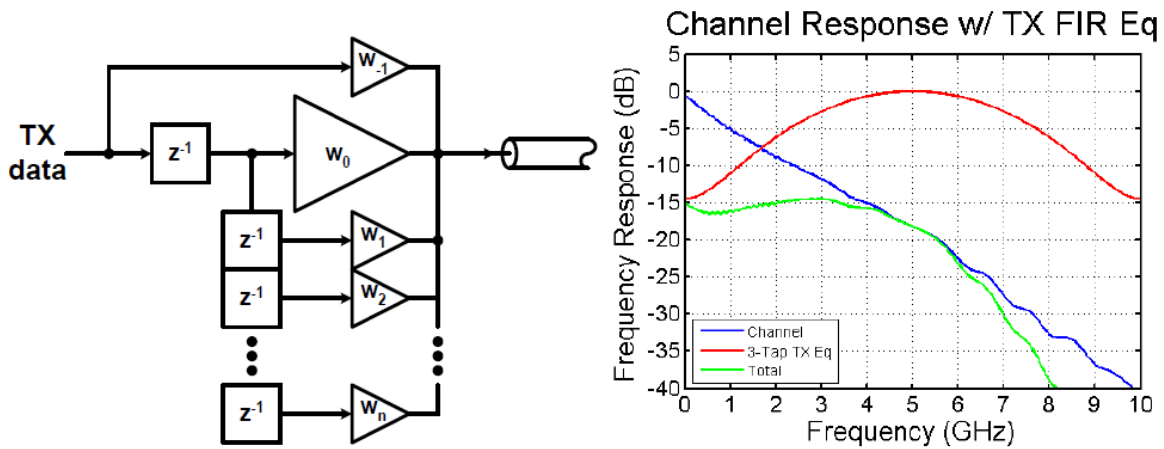 Channel Response w/ TX FIR Eq
TX
data
z-1
W-1
W0
z-1
W1
z-1
W2
z-1
Wn
Frequency Response (dB)
5
0
-5
-10
-15
-20
-25
-30
-35
-40
Channel
3-Tap TX Eq
Total
0 1 2 3 4 5 6 7 8 9 10
Frequency (GHz)